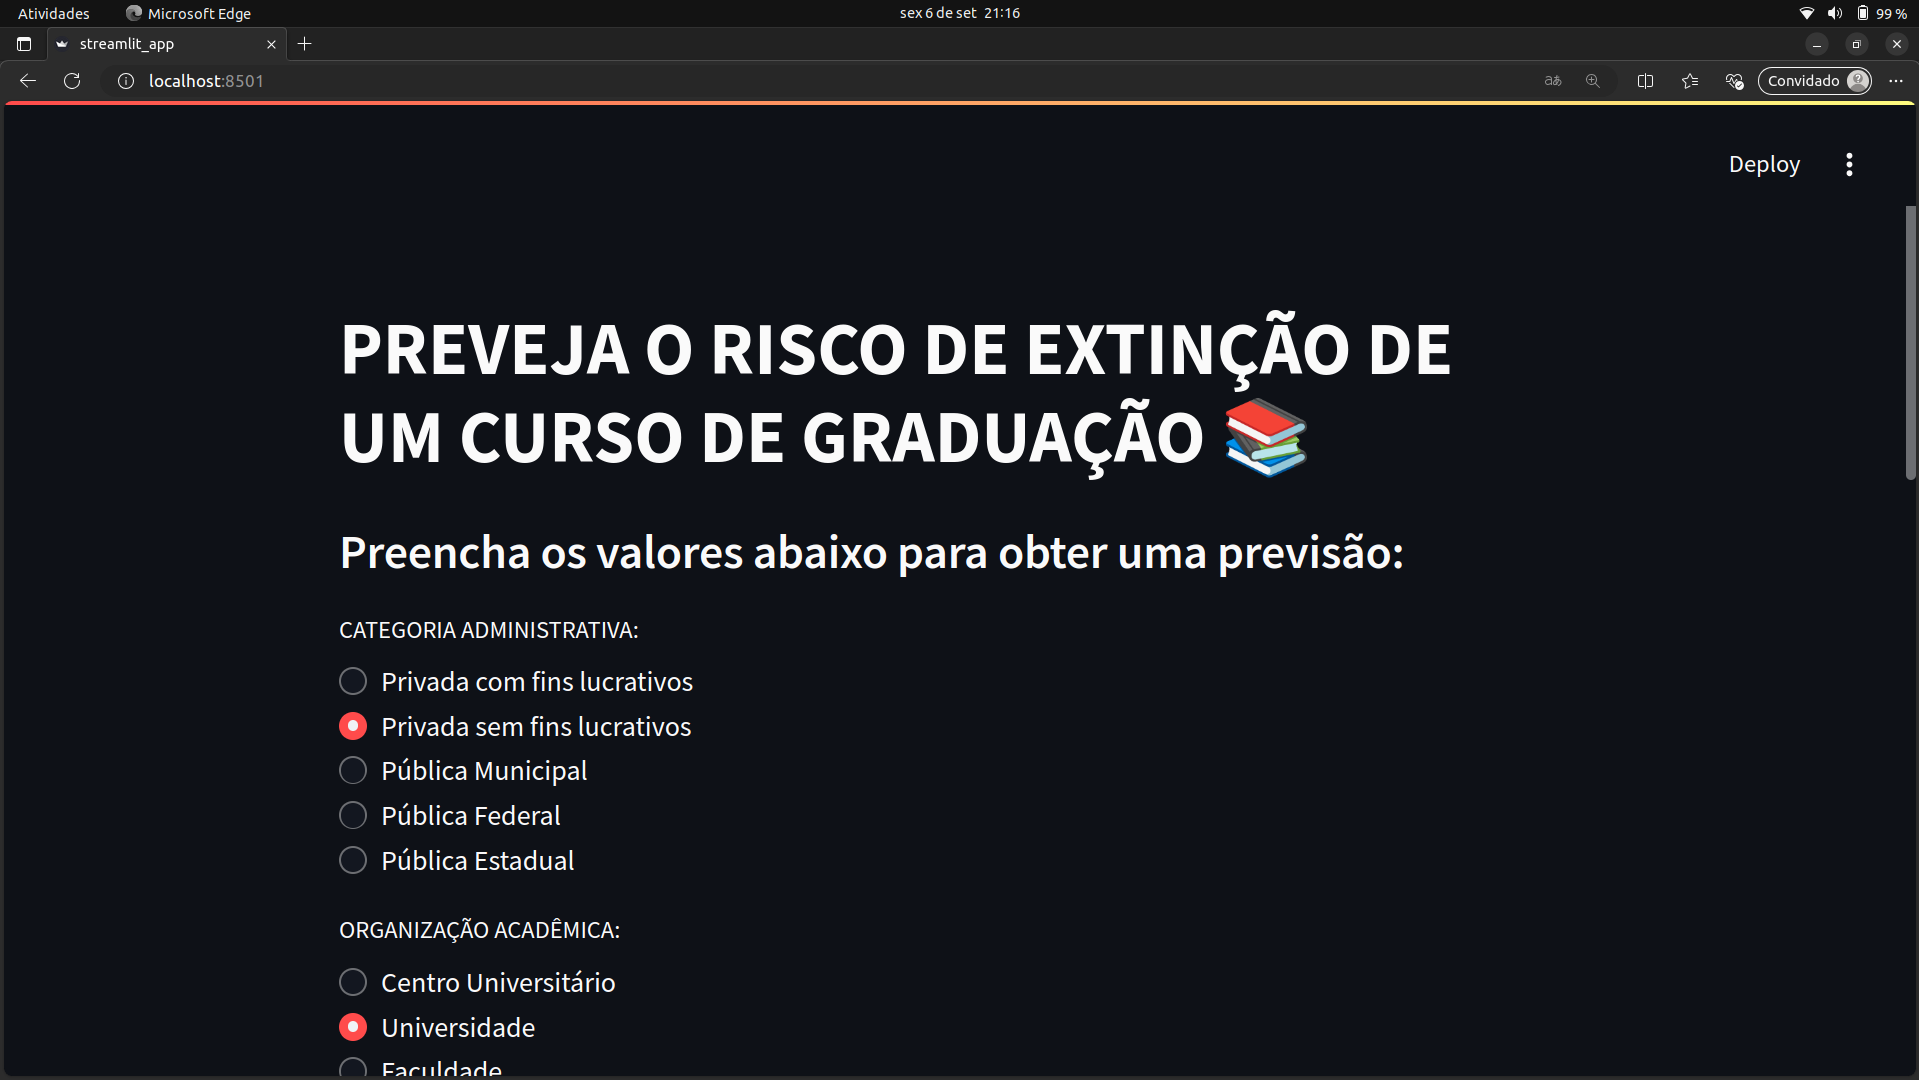 Atividades
Microsoft Edge
sex 6 de set 21:16
99 %
streamlit_app
localhost:8501
Convidado
Deploy
PREVEJA O RISCO DE EXTINÇÃO DE
UM CURSO DE GRADUAÇÃO
Preencha os valores abaixo para obter uma previsão:
CATEGORIA ADMINISTRATIVA:
Privada com fins lucrativos
Privada sem fins lucrativos
Pública Municipal
Pública Federal
Pública Estadual
ORGANIZAÇÃO ACADÊMICA:
Centro Universitário
Universidade
Faculdade